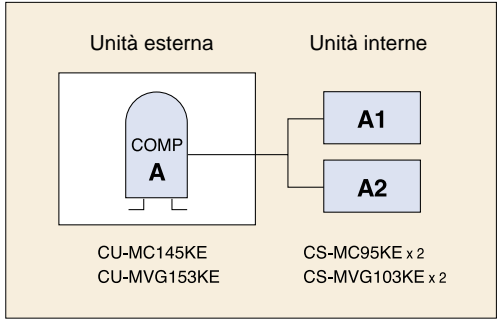 Unità esterna
Unità interne
COMP
A
A1
A2
CU-MC145KE
CU-MVG153KE
CS-MC95KE x 2
CS-MVG103KE x 2